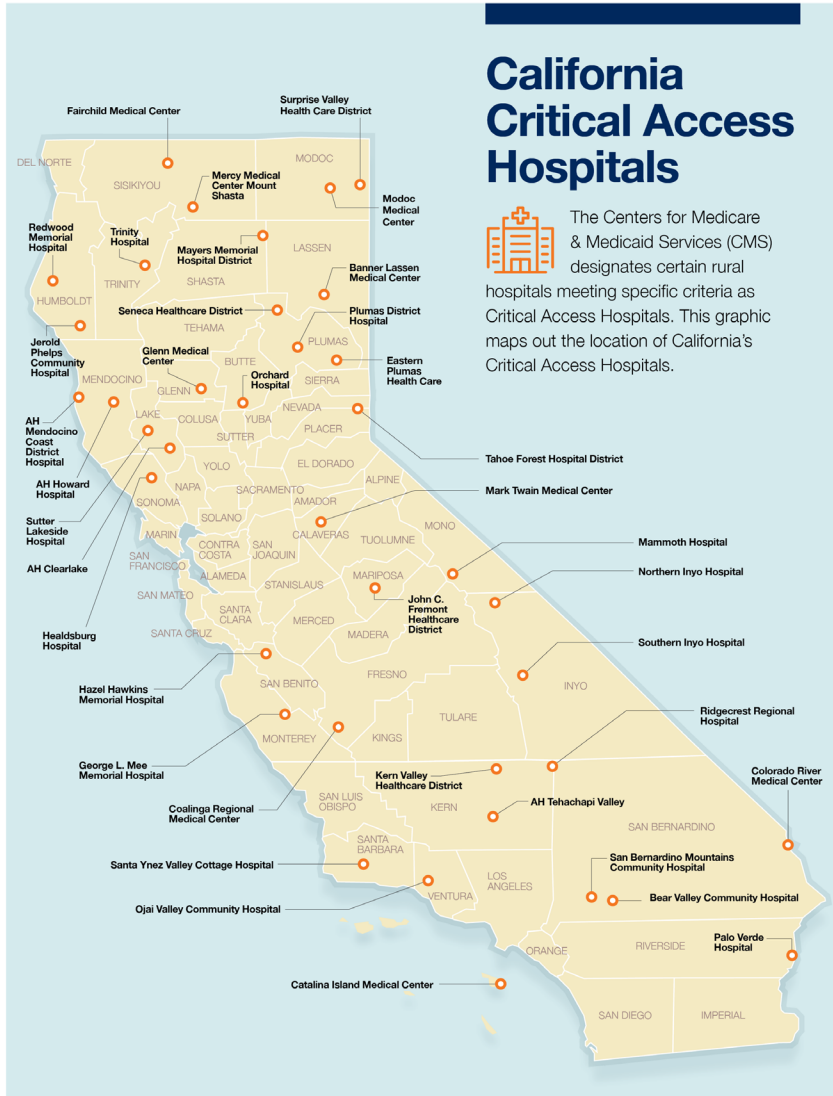 California
Critical Access
Hospitals
The Centers for Medicare
& Medicaid Services (CMS)
designates certain rural
hospitals meeting specific criteria as
Critical Access Hospitals. This graphic
maps out the location of California's
Critical Access Hospitals.
Fairchild Medical Center
Surprise Valley
Health Care District
DEL NORTE
SISIKIYOU
MODOC
Mercy Medical
Center Mount
Shasta
Modoc
Medical
Center
Redwood
Memorial
Hospital
Trinity
Hospital
Mayers Memorial
Hospital District
LASSEN
Banner Lassen
Medical Center
HUMBOLDT
TRINITY
SHASTA
Seneca Healthcare District
Plumas District
Hospital
TEHAMA
Jerold
Phelps
Community
Hospital
Glenn Medical
Center
PLUMAS
Eastern
Plumas
Health Care
MENDOCINO
GLENN
BUTTE
Orchard
Hospital
SIERRA
AH
Mendocino
Coast
District
Hospital
LAKE
COLUSA
YUBA
NEVADA
SUTTER
PLACER
Tahoe Forest Hospital District
AH Howard
Hospital
YOLO
EL DORADO
ALPINE
NAPA
SACRAMENTO
Mark Twain Medical Center
SONOMA
AMADOR
Sutter
Lakeside
Hospital
SOLANO
CALAVERAS
MONO
MARIN
CONTRA
COSTA
SAN
JOAQUIN
TUOLUMNE
Mammoth Hospital
SAN
FRANCISCO
AH Clearlake
ALAMEDA
STANISLAUS
MARIPOSA
Northern Inyo Hospital
SAN MATEO
John C.
Fremont
Healthcare
District
SANTA
CLARA
MERCED
Healdsburg
Hospital
SANTA CRUZ
MADERA
Southern Inyo Hospital
Hazel Hawkins
Memorial Hospital
SAN BENITO
FRESNO
INYO
TULARE
Ridgecrest Regional
Hospital
MONTEREY
KINGS
George L. Mee
Memorial Hospital
Kern Valley
Healthcare District
Colorado River
Medical Center
Coalinga Regional
Medical Center
SAN LUIS
OBISPO
KERN
AH Tehachapi Valley
SAN BERNARDINO
SANTA
BARBARA
Santa Ynez Valley Cottage Hospital
San Bernardino Mountains
Community Hospital
LOS
ANGELES
VENTURA
Bear Valley Community Hospital
Ojai Valley Community Hospital
Palo Verde
Hospital
ORANGE
RIVERSIDE
Catalina Island Medical Center
SAN DIEGO
IMPERIAL